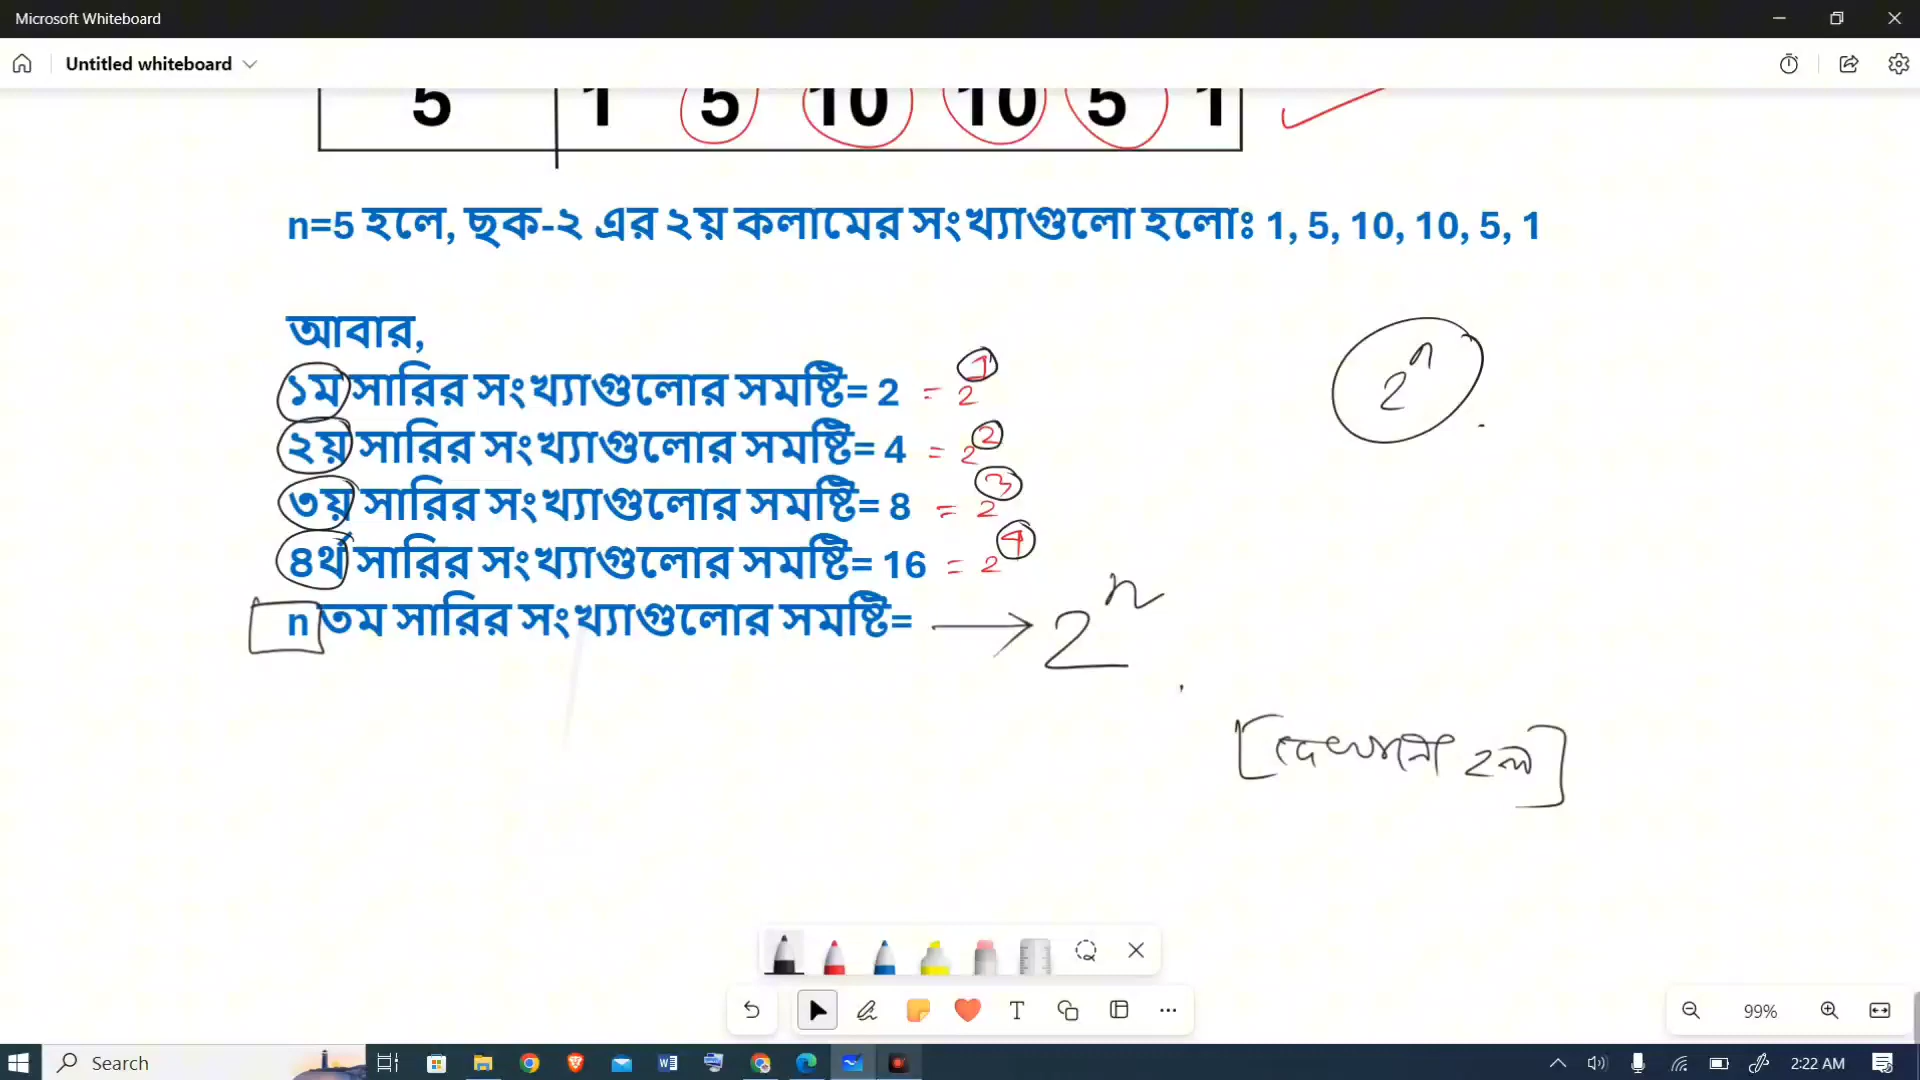 Microsoft Whiteboard
Untitled whiteboard
5 1 5 10 10 5 1
n=5 হলে, ছক-২ এর ২য় কলামের সংখ্যাগুলো হলোঃ 1, 5, 10, 10, 5, 1
আবার,
১ম সারির সংখ্যাগুলোর সমষ্টি= 2 = 2^1
২য় সারির সংখ্যাগুলোর সমষ্টি= 4 = 2^2
৩য় সারির সংখ্যাগুলোর সমষ্টি= 8 = 2^3
৪র্থ সারির সংখ্যাগুলোর সমষ্টি= 16 = 2^4
n তম সারির সংখ্যাগুলোর সমষ্টি= → 2^n
2^n
[দেখানো হল]
99%
Search
2:22 AM